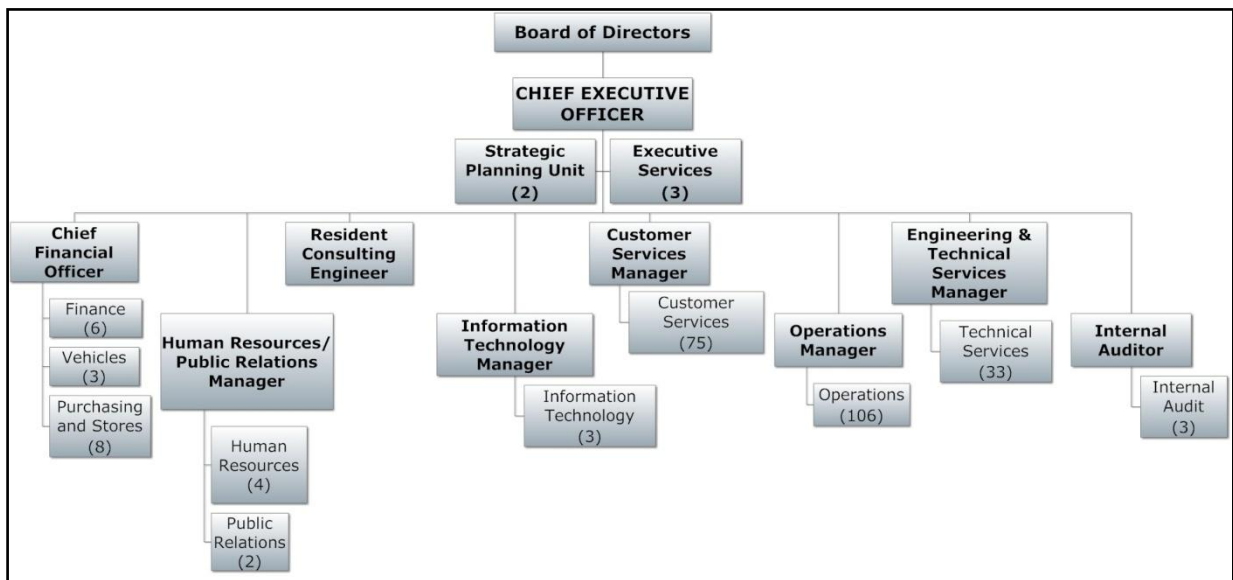 Board of Directors
CHIEF EXECUTIVE
OFFICER
Strategic
Planning Unit
(2)
Executive
Services
(3)
Chief
Financial
Officer
Finance
(6)
Vehicles
(3)
Purchasing
and Stores
(8)
Human Resources/
Public Relations
Manager
Human
Resources
(4)
Public
Relations
(2)
Resident
Consulting
Engineer
Information
Technology
Manager
Information
Technology
(3)
Customer
Services
Manager
Customer
Services
(75)
Operations
Manager
Operations
(106)
Engineering &
Technical
Services
Manager
Technical
Services
(33)
Internal
Auditor
Internal
Audit
(3)